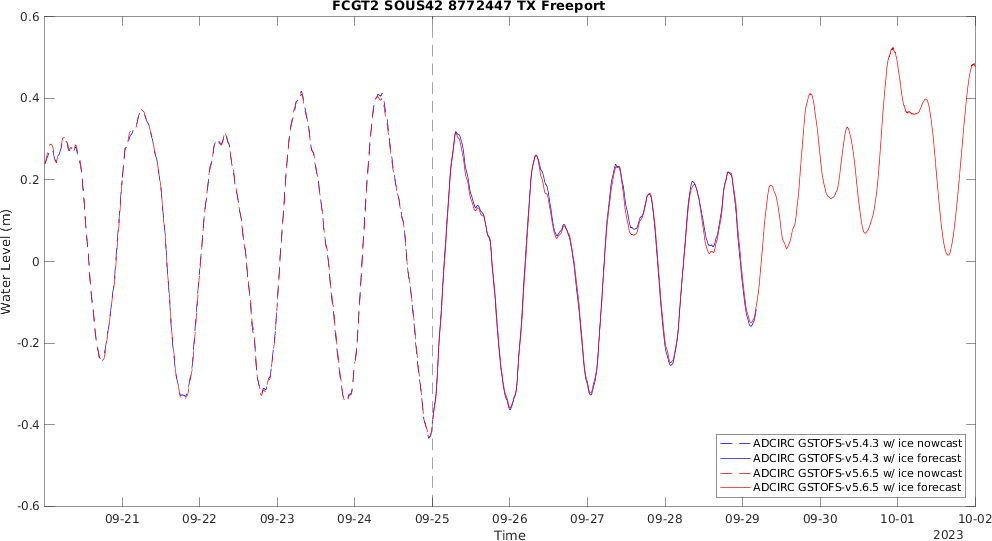 FCGT2 SOUS42 8772447 TX Freeport
0.6
0.4
0.2
0
-0.2
-0.4
-0.6
Water Level (m)
ADCIRC GSTOFS-v5.4.3 w/ ice nowcast
ADCIRC GSTOFS-v5.4.3 w/ ice forecast
ADCIRC GSTOFS-v5.6.5 w/ ice nowcast
ADCIRC GSTOFS-v5.6.5 w/ ice forecast
09-21 09-22 09-23 09-24 09-25 09-26 09-27 09-28 09-29 09-30 10-01 10-02
Time
2023